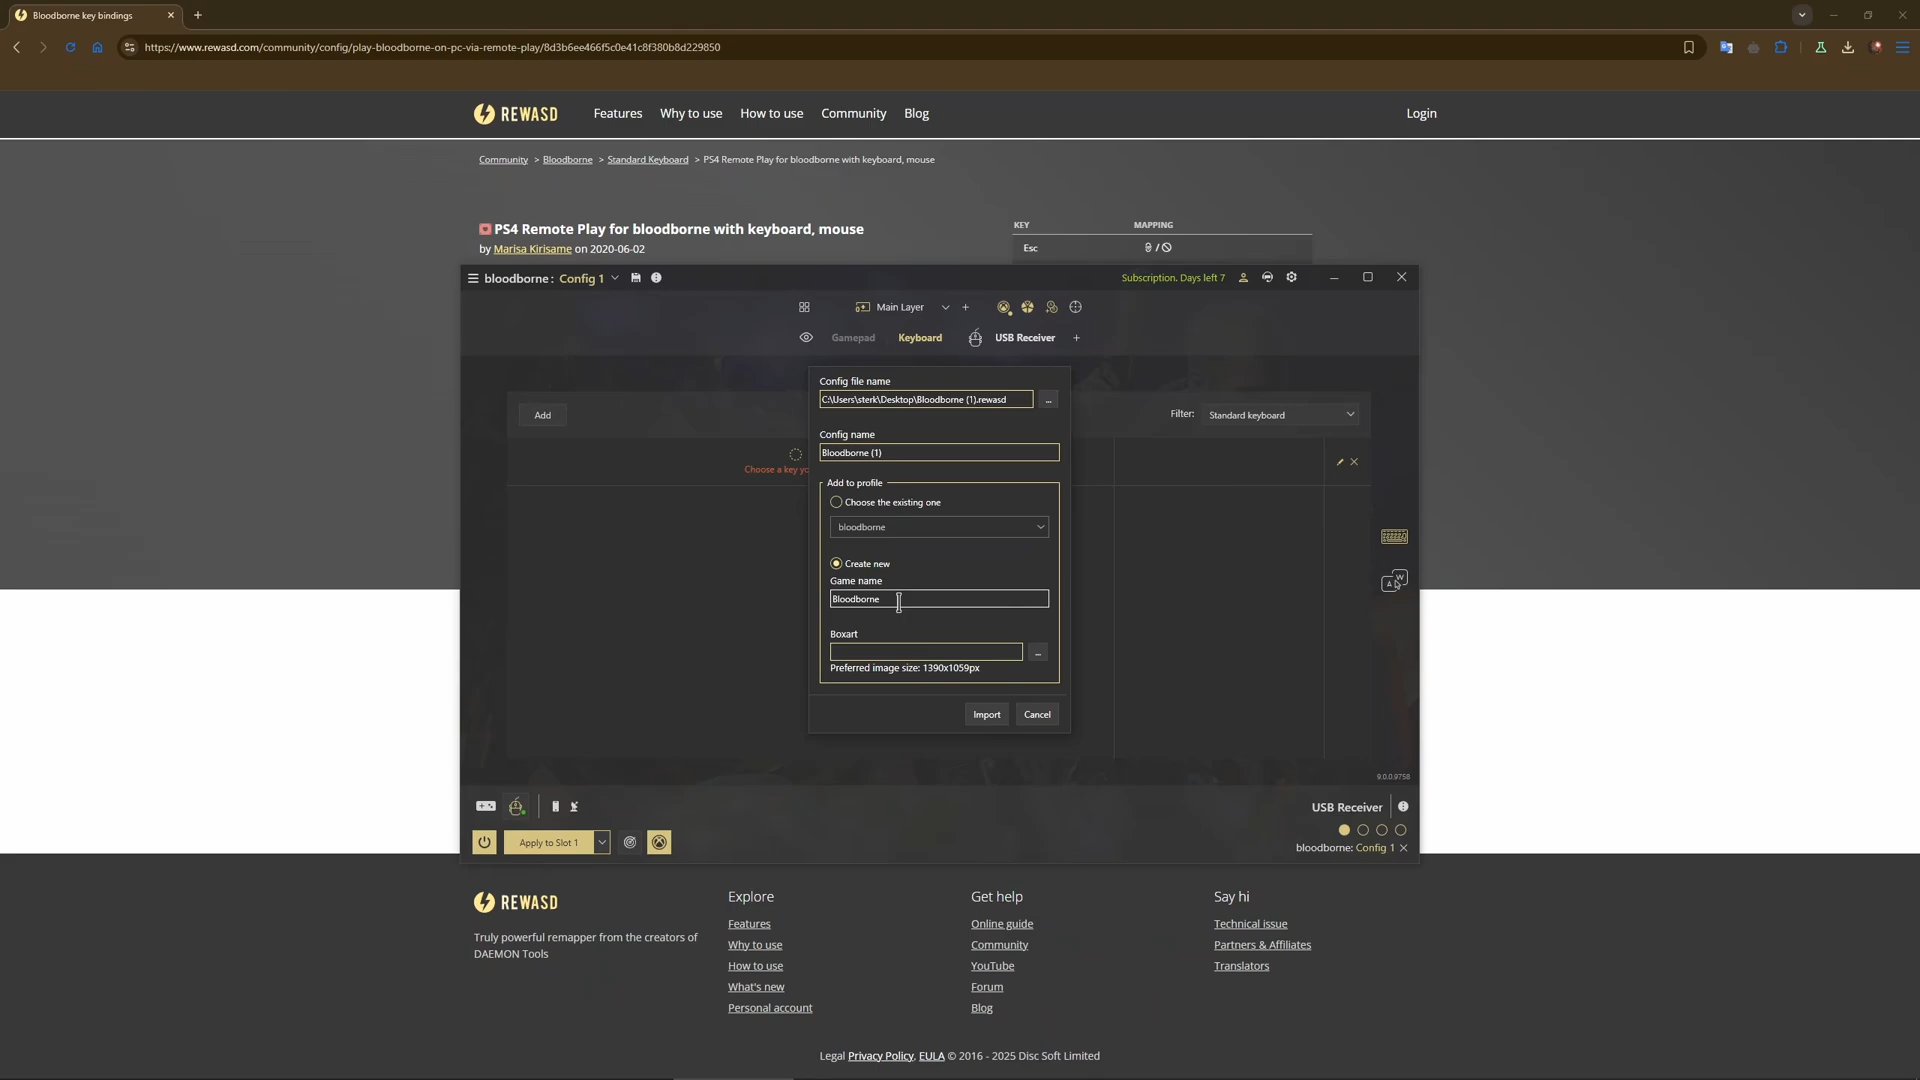 Bloodborne key bindings
https://www.rewasd.com/community/config/play-bloodborne-on-pc-via-remote-play/8d3b6ee466f5c0e41c8f380b8d229850
REWASD Features Why to use How to use Community Blog Login
Community > Bloodborne > Standard Keyboard > PS4 Remote Play for bloodborne with keyboard, mouse
PS4 Remote Play for bloodborne with keyboard, mouse
by Marisa Kirisame on 2020-06-02
KEY MAPPING
Esc /
bloodborne: Config 1 Subscription. Days left 7
Main Layer
Gamepad Keyboard USB Receiver
Config file name
C:\Users\sterk\Desktop\Bloodborne (1).rewasd ...
Add Filter: Standard keyboard
Config name
Bloodborne (1)
Choose a key yo
Add to profile
Choose the existing one
bloodborne
Create new
Game name
Bloodborne
A W
Boxart
...
Preferred image size: 1390x1059px
Import Cancel
9.0.0.9758
USB Receiver
Apply to Slot 1
bloodborne: Config 1
REWASD
Truly powerful remapper from the creators of
DAEMON Tools
Explore
Features
Why to use
How to use
What's new
Personal account
Get help
Online guide
Community
YouTube
Forum
Blog
Say hi
Technical issue
Partners & Affiliates
Translators
Legal Privacy Policy, EULA © 2016 - 2025 Disc Soft Limited